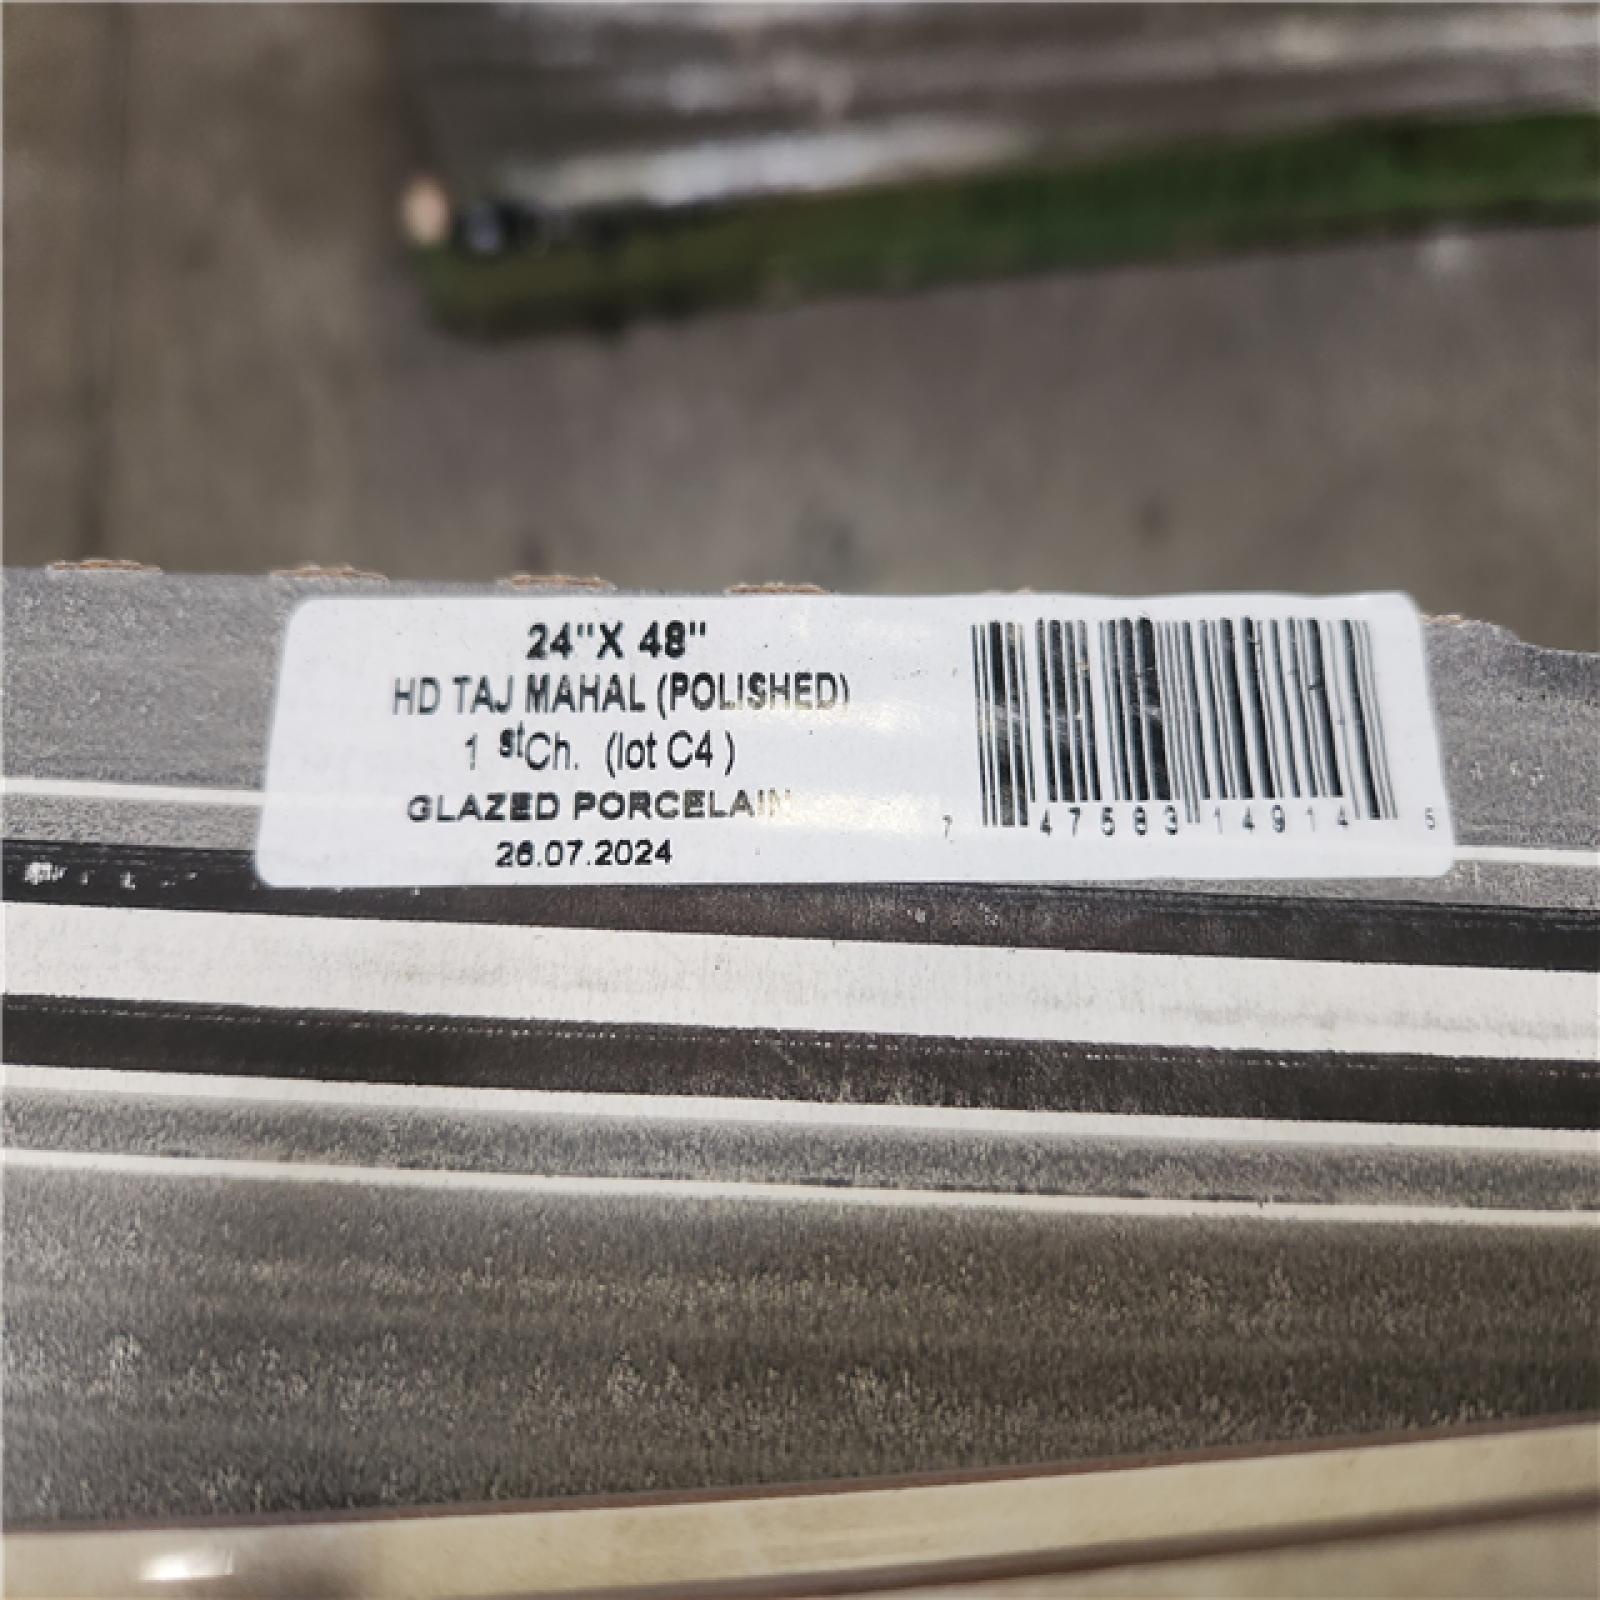 24"X 48"
HD TAJ MAHAL (POLISHED)
1 stCh. (lot C4 )
GLAZED PORCELAIN
26.07.2024
7 47583 14914 5